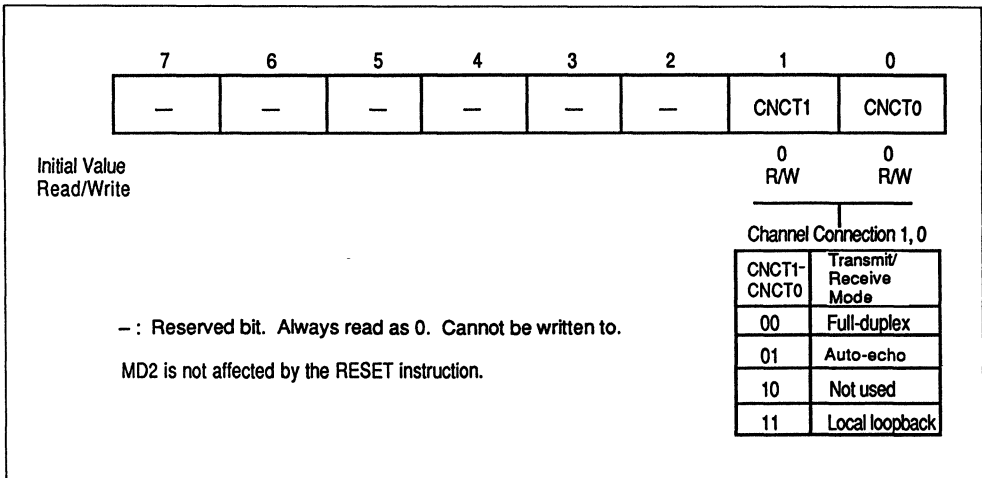 7 6 5 4 3 2 1 0
– – – – – – CNCT1 CNCT0
Initial Value 0 0
Read/Write R/W R/W
Channel Connection 1, 0
CNCT1-CNCT0 Transmit/Receive Mode
00 Full-duplex
01 Auto-echo
10 Not used
11 Local loopback
– : Reserved bit. Always read as 0. Cannot be written to.
MD2 is not affected by the RESET instruction.